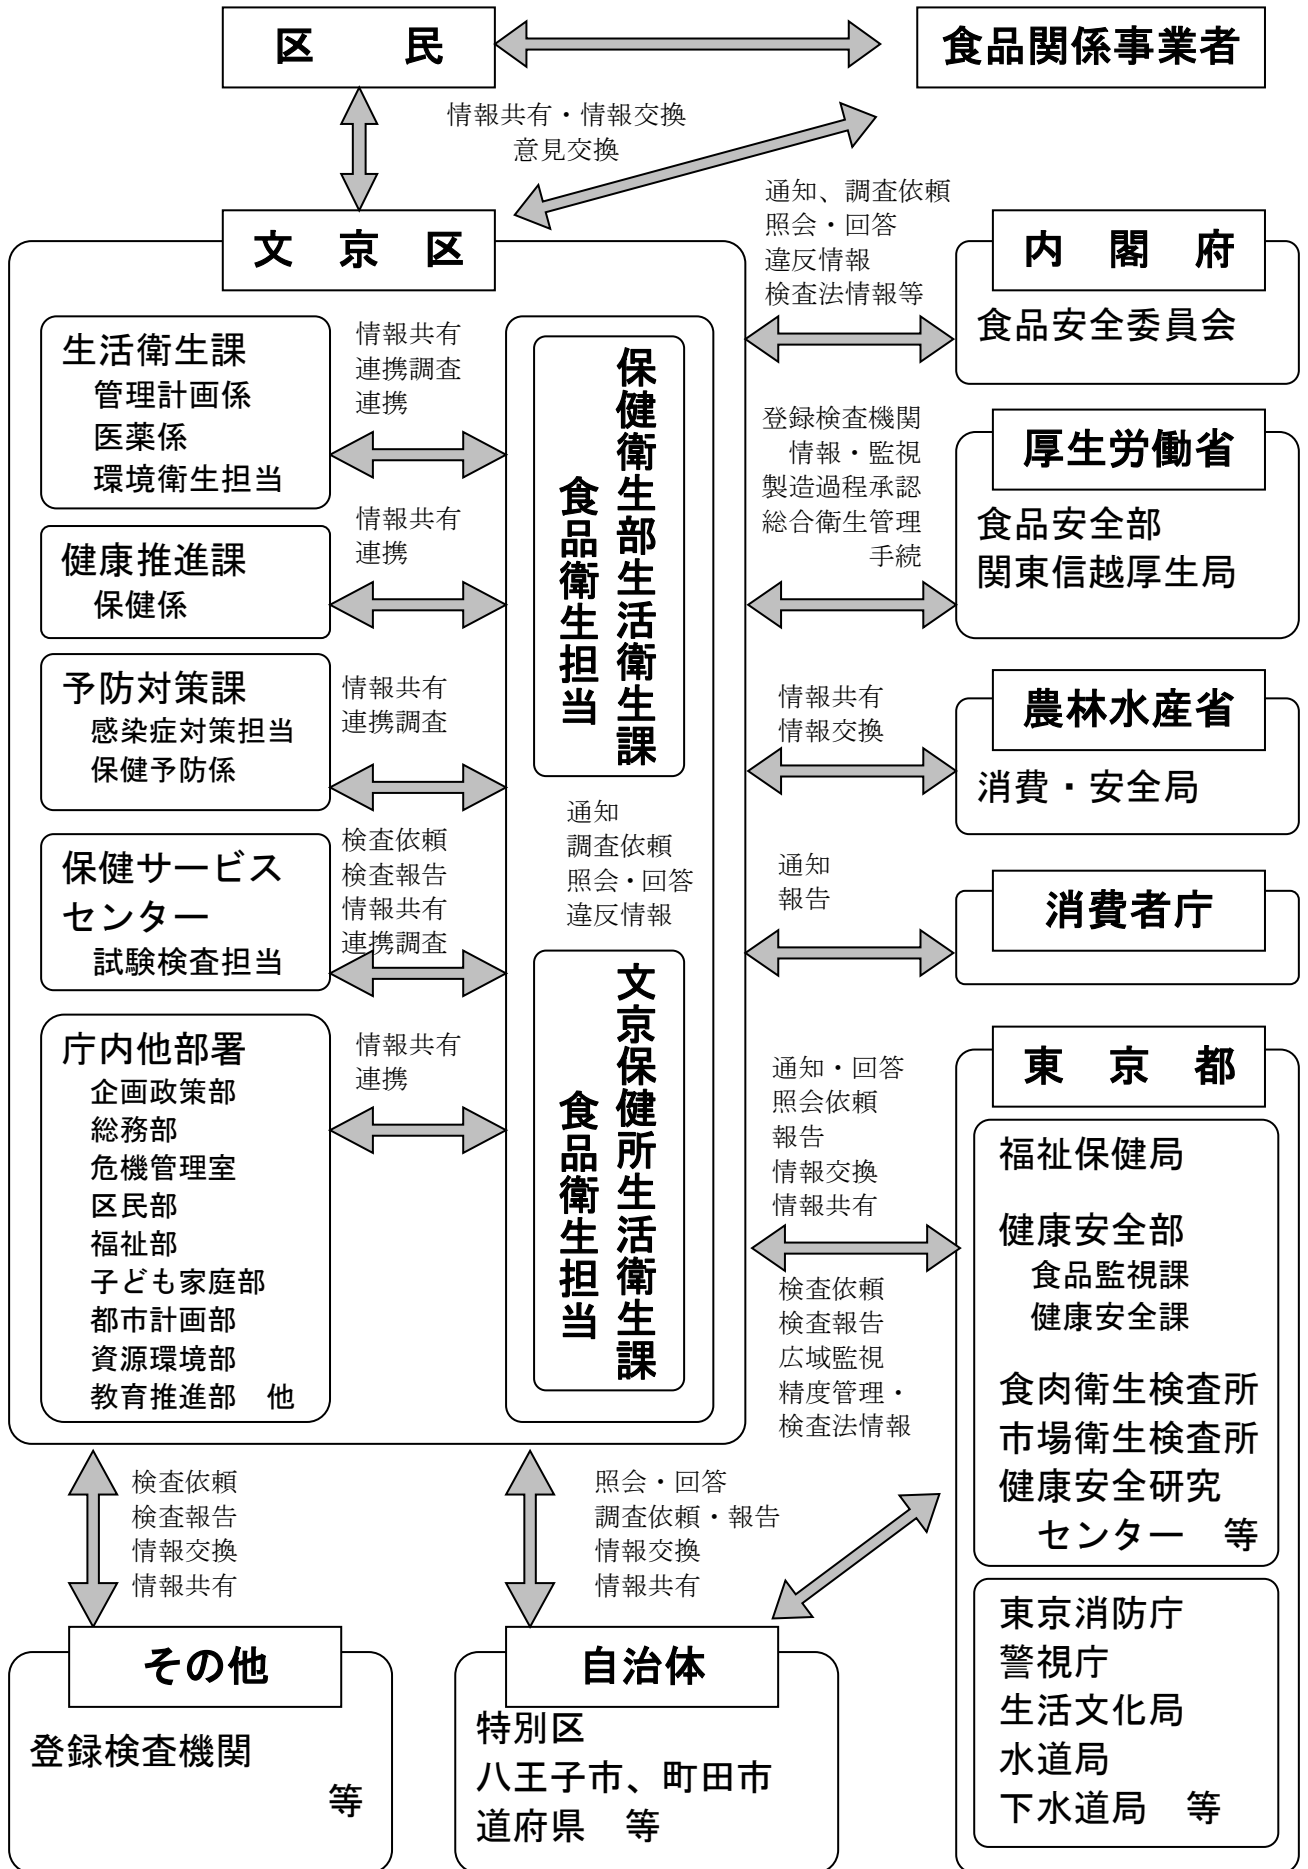 区　　民
食品関係事業者
情報共有・情報交換
意見交換
文　京　区
生活衛生課
管理計画係
医薬係
環境衛生担当
情報共有
連携調査
連携
健康推進課
保健係
情報共有
連携
予防対策課
感染症対策担当
保健予防係
情報共有
連携調査
保健サービス
センター
試験検査担当
検査依頼
検査報告
情報共有
連携調査
庁内他部署
企画政策部
総務部
危機管理室
区民部
福祉部
子ども家庭部
都市計画部
資源環境部
教育推進部　他
情報共有
連携
保健衛生部生活衛生課
食品衛生担当
通知
調査依頼
照会・回答
違反情報
文京保健所生活衛生課
食品衛生担当
通知、調査依頼
照会・回答
違反情報
検査法情報等
内　閣　府
食品安全委員会
登録検査機関
情報・監視
製造過程承認
総合衛生管理
手続
厚生労働省
食品安全部
関東信越厚生局
情報共有
情報交換
農林水産省
消費・安全局
通知
報告
消費者庁
通知・回答
照会依頼
報告
情報交換
情報共有
検査依頼
検査報告
広域監視
精度管理・
検査法情報
東　京　都
福祉保健局
健康安全部
食品監視課
健康安全課
食肉衛生検査所
市場衛生検査所
健康安全研究
センター　等
東京消防庁
警視庁
生活文化局
水道局
下水道局　等
検査依頼
検査報告
情報交換
情報共有
その他
登録検査機関
等
照会・回答
調査依頼・報告
情報交換
情報共有
自治体
特別区
八王子市、町田市
道府県　等